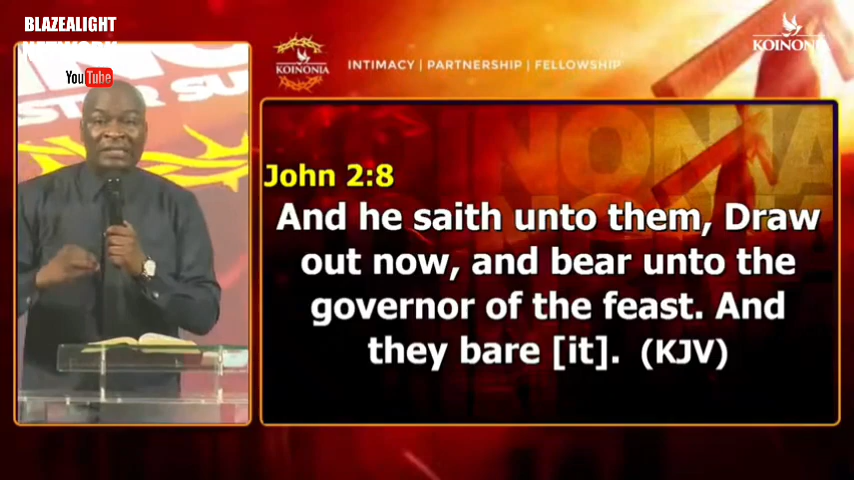 BLAZEALIGHT
NETWORK
YouTube
KOINONIA
INTIMACY | PARTNERSHIP | FELLOWSHIP
KOINONIA
John 2:8
And he saith unto them, Draw
out now, and bear unto the
governor of the feast. And
they bare [it]. (KJV)